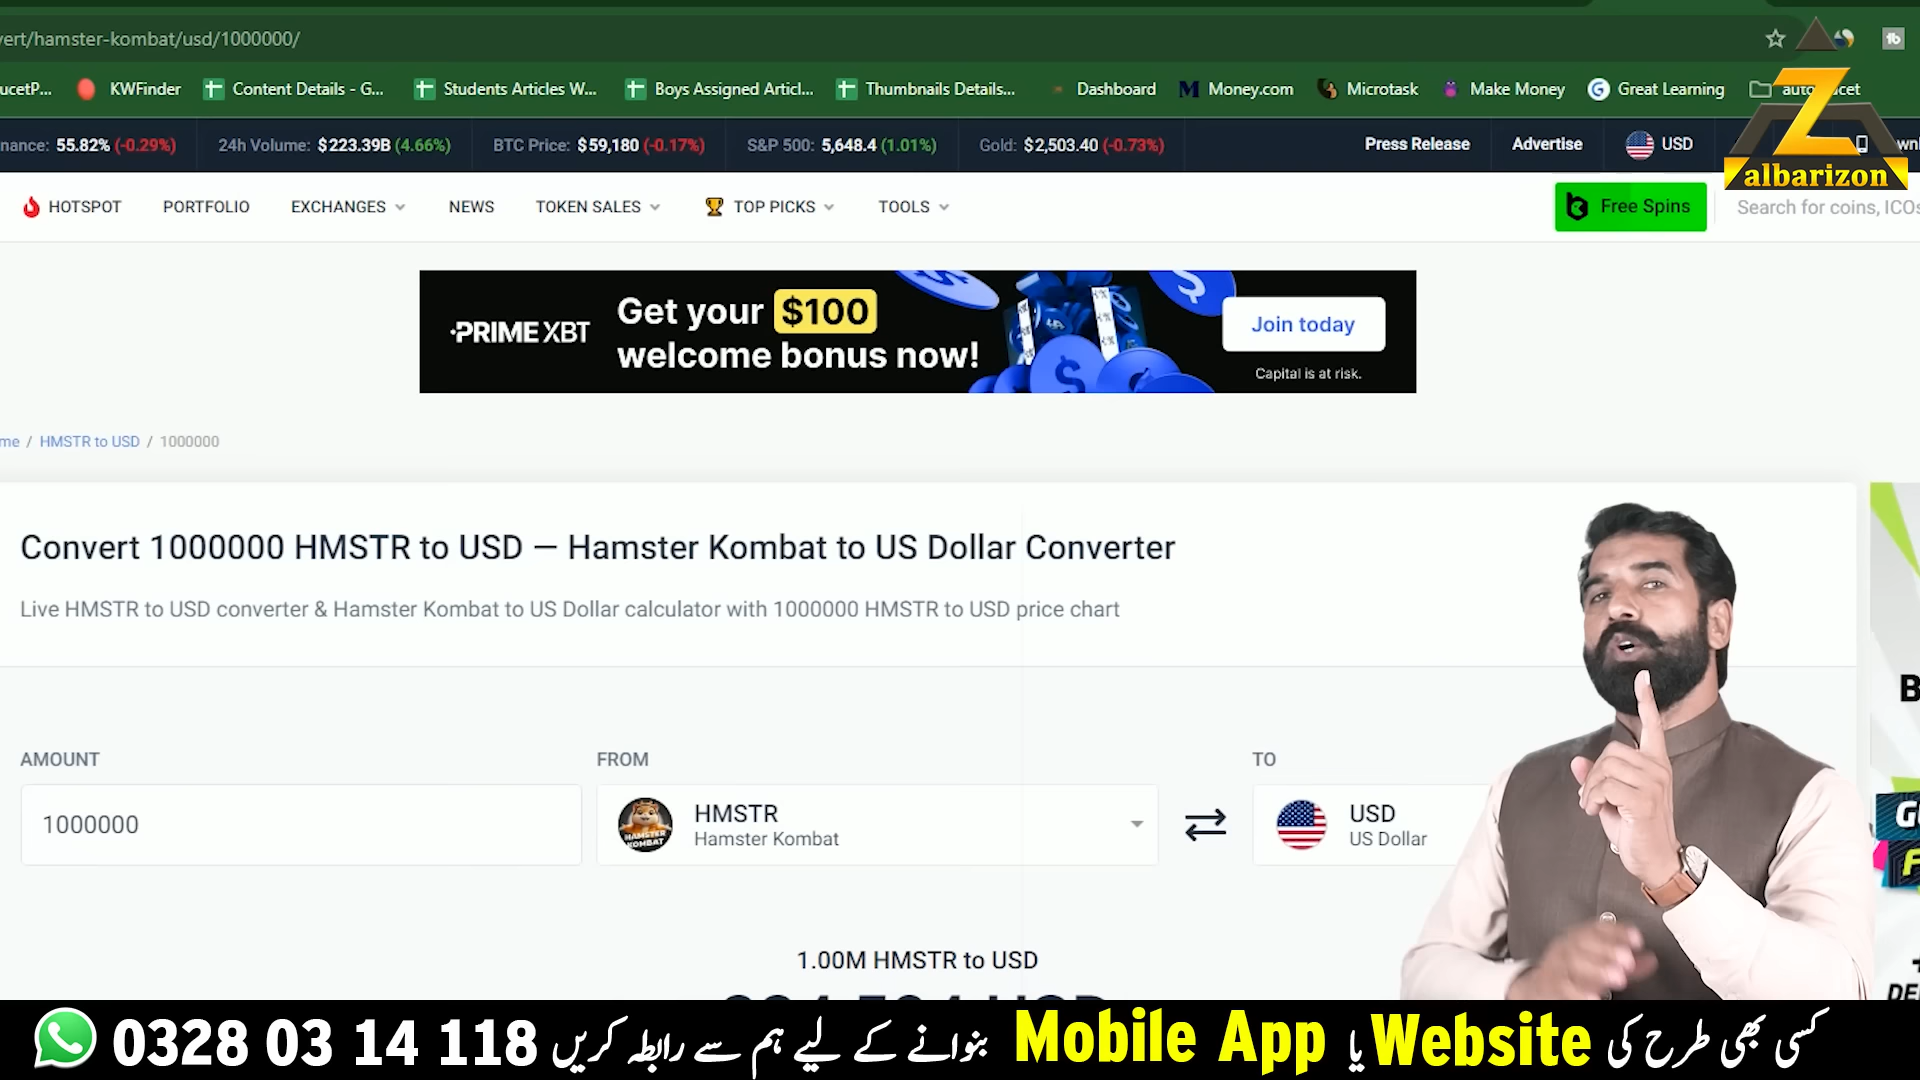 ert/hamster-kombat/usd/1000000/
ucetP... KWFinder Content Details - G... Students Articles W... Boys Assigned Articl... Thumbnails Details... Dashboard Money.com Microtask Make Money Great Learning
nance: 55.82% (-0.29%) 24h Volume: $223.39B (4.66%) BTC Price: $59,180 (-0.17%) S&P 500: 5,648.4 (1.01%) Gold: $2,503.40 (-0.73%) Press Release Advertise USD
albarizon
HOTSPOT PORTFOLIO EXCHANGES NEWS TOKEN SALES TOP PICKS TOOLS Free Spins Search for coins, ICOs
PRIME XBT
Get your $100
welcome bonus now!
Join today
Capital is at risk.
me / HMSTR to USD / 1000000
Convert 1000000 HMSTR to USD — Hamster Kombat to US Dollar Converter
Live HMSTR to USD converter & Hamster Kombat to US Dollar calculator with 1000000 HMSTR to USD price chart
AMOUNT FROM TO
1000000
HMSTR
Hamster Kombat
USD
US Dollar
1.00M HMSTR to USD
کسی بھی طرح کی Website یا Mobile App بنوانے کے لیے ہم سے رابطہ کریں 0328 03 14 118